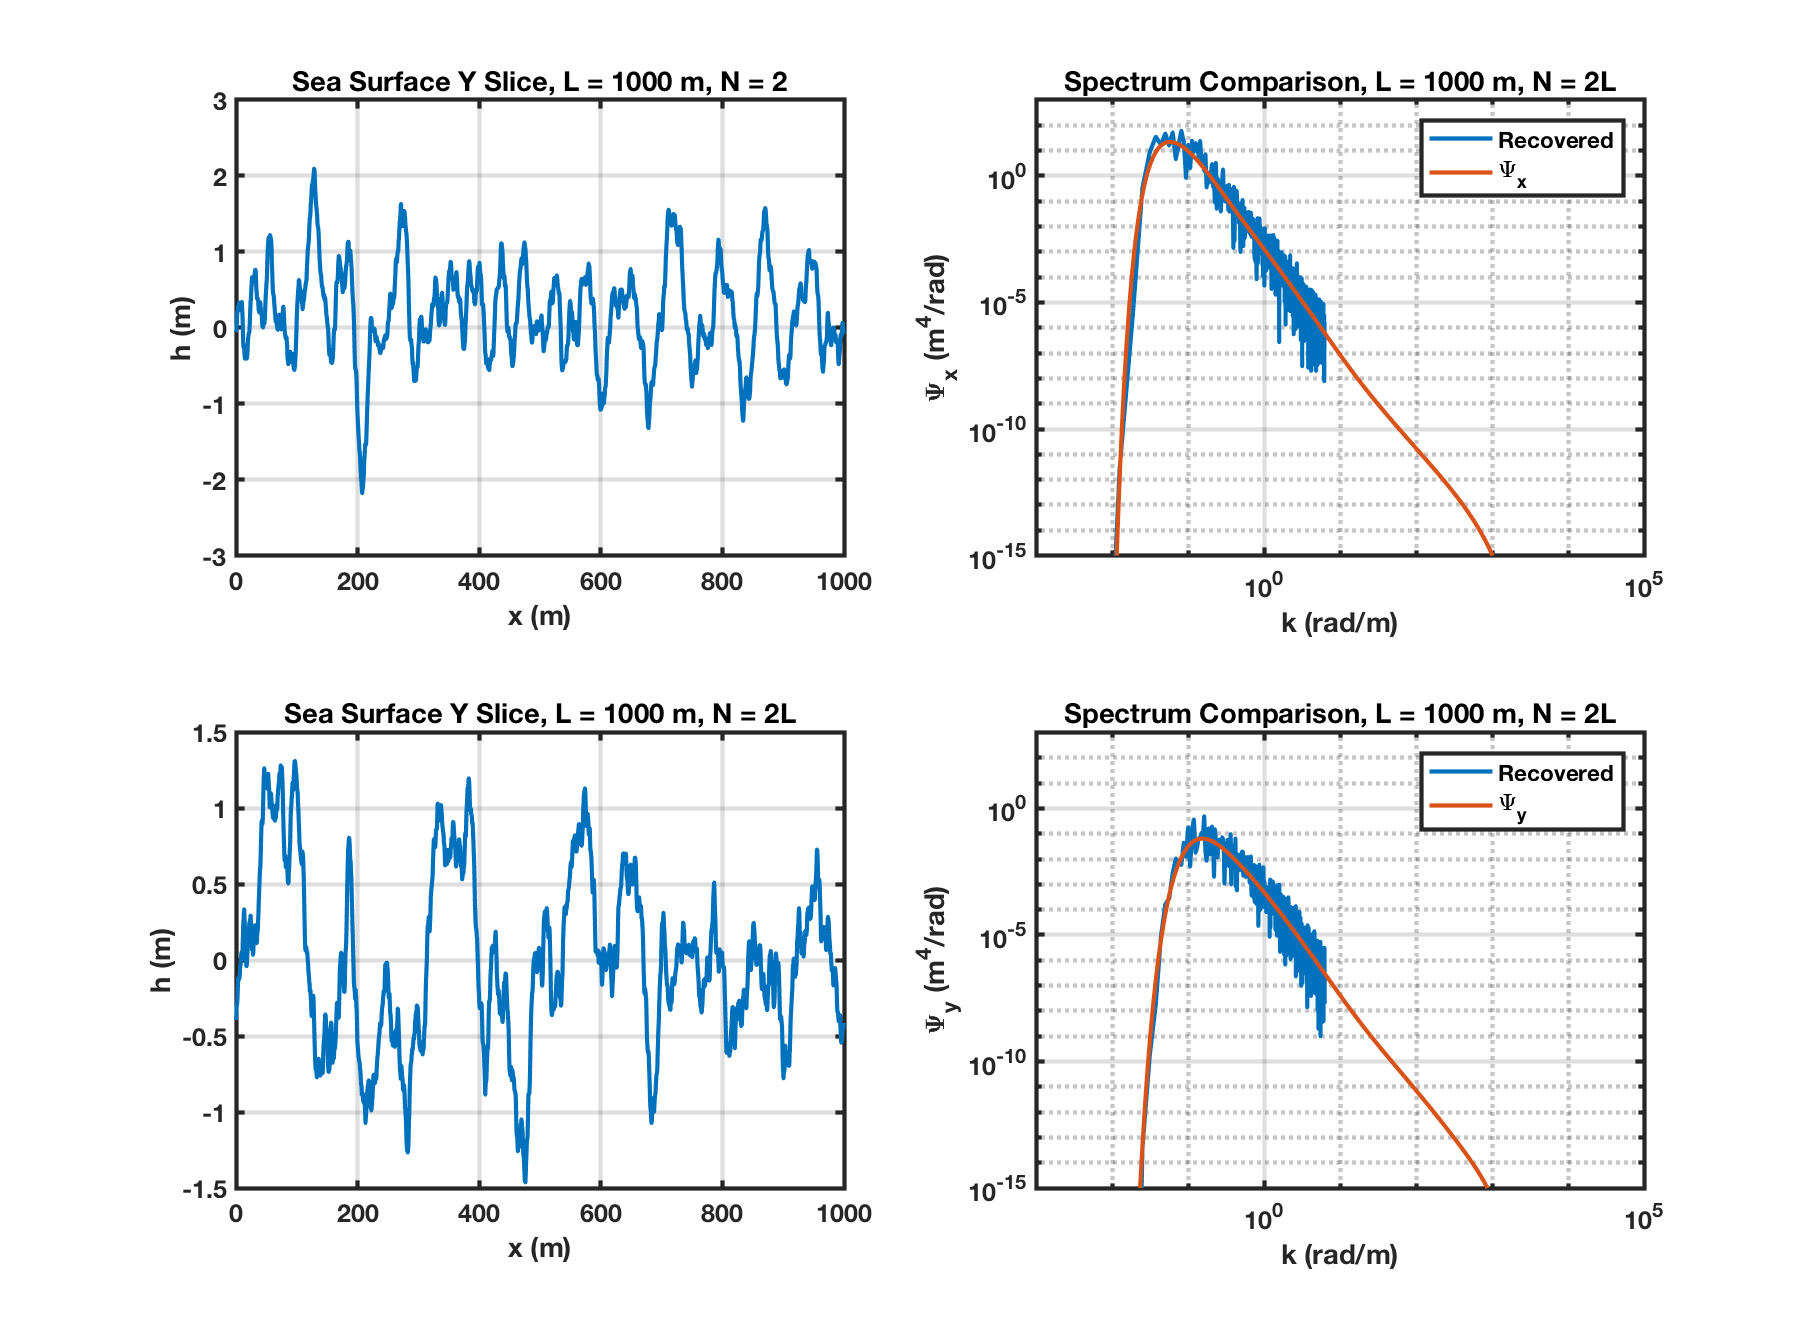 Sea Surface Y Slice, L = 1000 m, N = 2
3
2
1
0
-1
-2
-3
h (m)
0 200 400 600 800 1000
x (m)
Spectrum Comparison, L = 1000 m, N = 2L
Recovered
Ψx
10^0
10^-5
10^-10
10^-15
Ψx (m^4/rad)
10^0 10^5
k (rad/m)
Sea Surface Y Slice, L = 1000 m, N = 2L
1.5
1
0.5
0
-0.5
-1
-1.5
h (m)
0 200 400 600 800 1000
x (m)
Spectrum Comparison, L = 1000 m, N = 2L
Recovered
Ψy
10^0
10^-5
10^-10
10^-15
Ψy (m^4/rad)
10^0 10^5
k (rad/m)